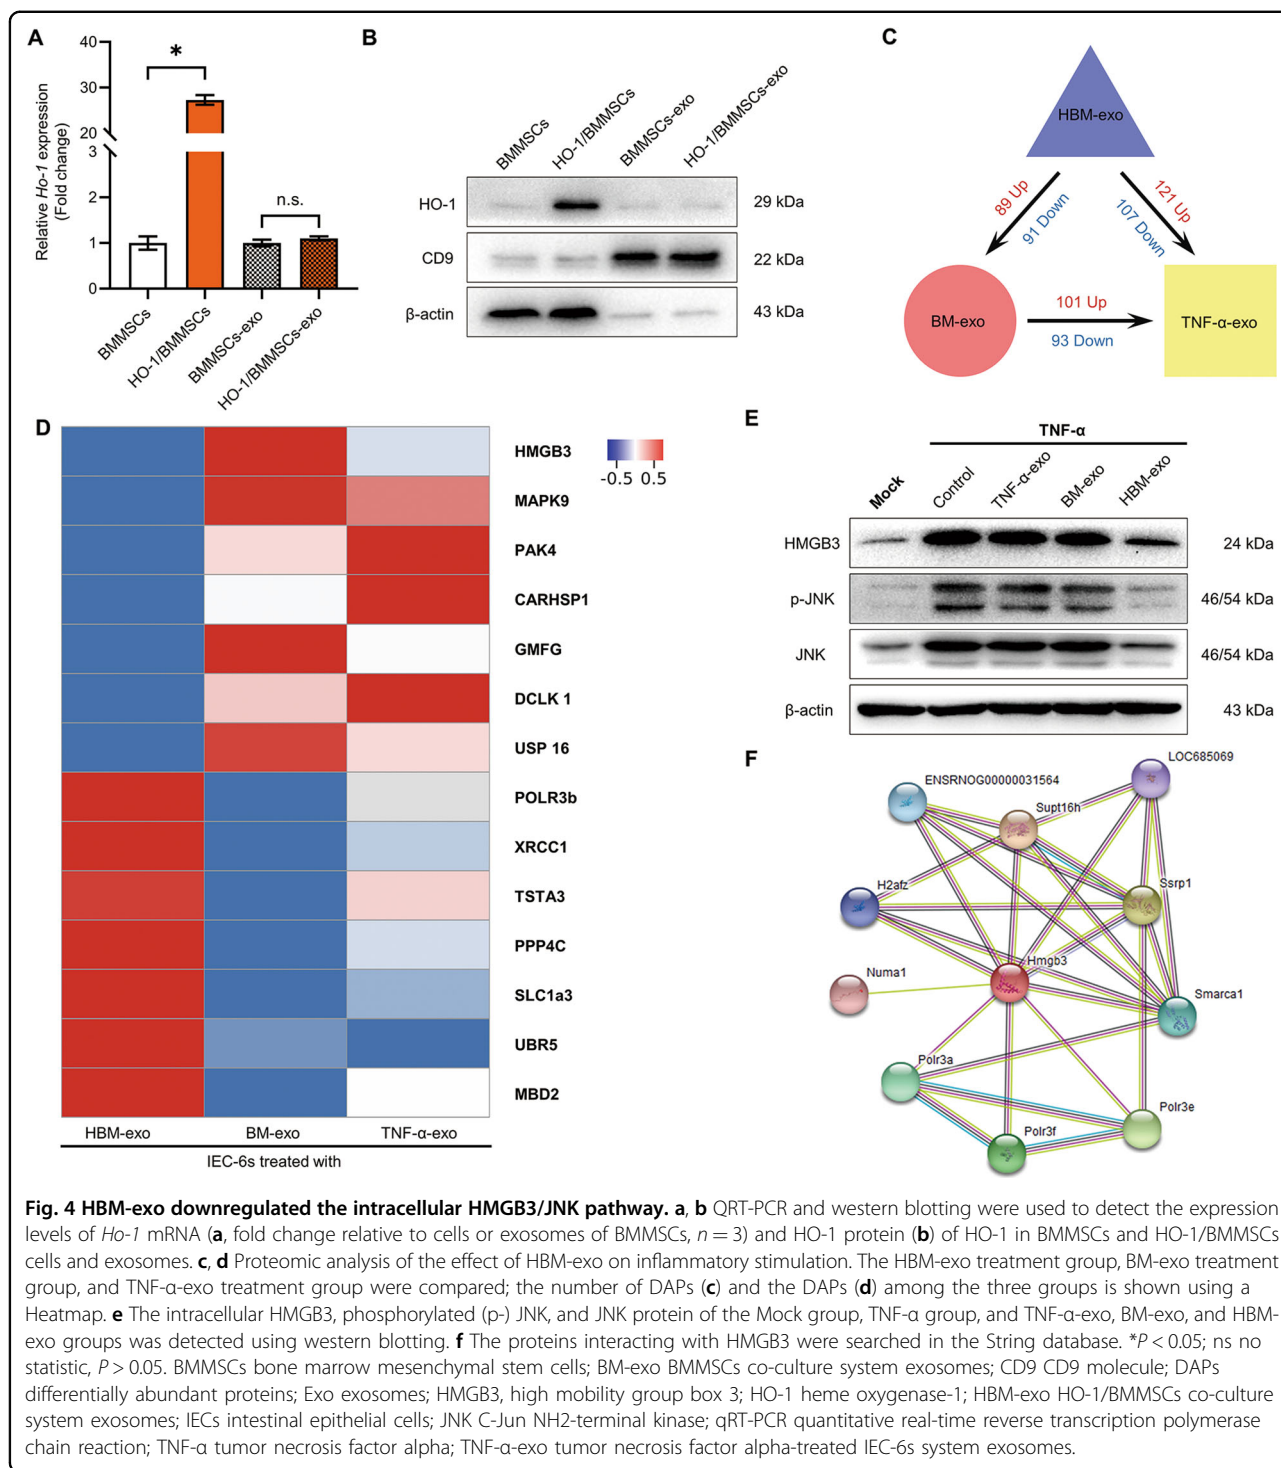 A
Relative Ho-1 expression
(Fold change)
40
30
20
3
2
1
0
*
n.s.
BMMSCs
HO-1/BMMSCs
BMMSCs-exo
HO-1/BMMSCs-exo
B
BMMSCs
HO-1/BMMSCs
BMMSCs-exo
HO-1/BMMSCs-exo
HO-1
29 kDa
CD9
22 kDa
β-actin
43 kDa
C
HBM-exo
89 Up
91 Down
121 Up
107 Down
BM-exo
101 Up
93 Down
TNF-α-exo
D
HMGB3
MAPK9
PAK4
CARHSP1
GMFG
DCLK 1
USP 16
POLR3b
XRCC1
TSTA3
PPP4C
SLC1a3
UBR5
MBD2
-0.5 0.5
HBM-exo
BM-exo
TNF-α-exo
IEC-6s treated with
E
TNF-α
Mock
Control
TNF-α-exo
BM-exo
HBM-exo
HMGB3
24 kDa
p-JNK
46/54 kDa
JNK
46/54 kDa
β-actin
43 kDa
F
LOC685069
ENSRNOG00000031564
Supt16h
H2afz
Ssrp1
Hmgb3
Numa1
Smarca1
Polr3a
Polr3e
Polr3f
Fig. 4 HBM-exo downregulated the intracellular HMGB3/JNK pathway. a, b QRT-PCR and western blotting were used to detect the expression
levels of Ho-1 mRNA (a, fold change relative to cells or exosomes of BMMSCs, n = 3) and HO-1 protein (b) of HO-1 in BMMSCs and HO-1/BMMSCs
cells and exosomes. c, d Proteomic analysis of the effect of HBM-exo on inflammatory stimulation. The HBM-exo treatment group, BM-exo treatment
group, and TNF-α-exo treatment group were compared; the number of DAPs (c) and the DAPs (d) among the three groups is shown using a
Heatmap. e The intracellular HMGB3, phosphorylated (p-) JNK, and JNK protein of the Mock group, TNF-α group, and TNF-α-exo, BM-exo, and HBM-
exo groups was detected using western blotting. f The proteins interacting with HMGB3 were searched in the String database. *P < 0.05; ns no
statistic, P > 0.05. BMMSCs bone marrow mesenchymal stem cells; BM-exo BMMSCs co-culture system exosomes; CD9 CD9 molecule; DAPs
differentially abundant proteins; Exo exosomes; HMGB3, high mobility group box 3; HO-1 heme oxygenase-1; HBM-exo HO-1/BMMSCs co-culture
system exosomes; IECs intestinal epithelial cells; JNK C-Jun NH2-terminal kinase; qRT-PCR quantitative real-time reverse transcription polymerase
chain reaction; TNF-α tumor necrosis factor alpha; TNF-α-exo tumor necrosis factor alpha-treated IEC-6s system exosomes.